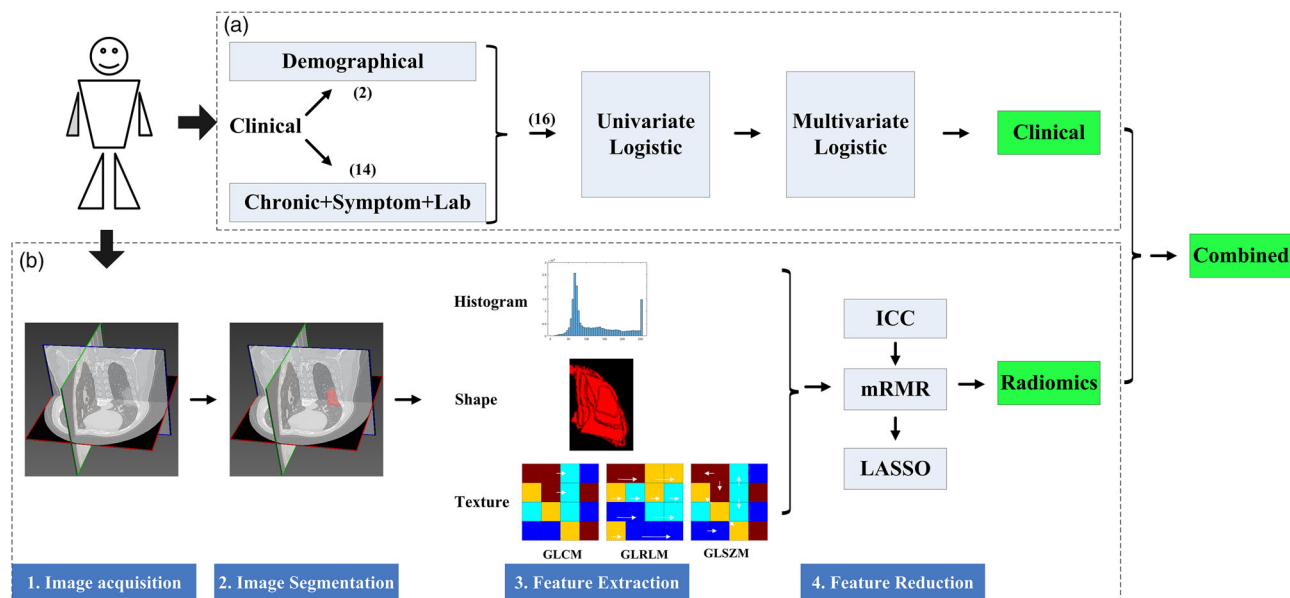 (a)
Demographical
(2)
Clinical
(14)
Chronic+Symptom+Lab
(16)
Univariate
Logistic
Multivariate
Logistic
Clinical
Combined
(b)
Histogram
Shape
Texture
GLCM
GLRLM
GLSZM
ICC
mRMR
LASSO
Radiomics
1. Image acquisition
2. Image Segmentation
3. Feature Extraction
4. Feature Reduction